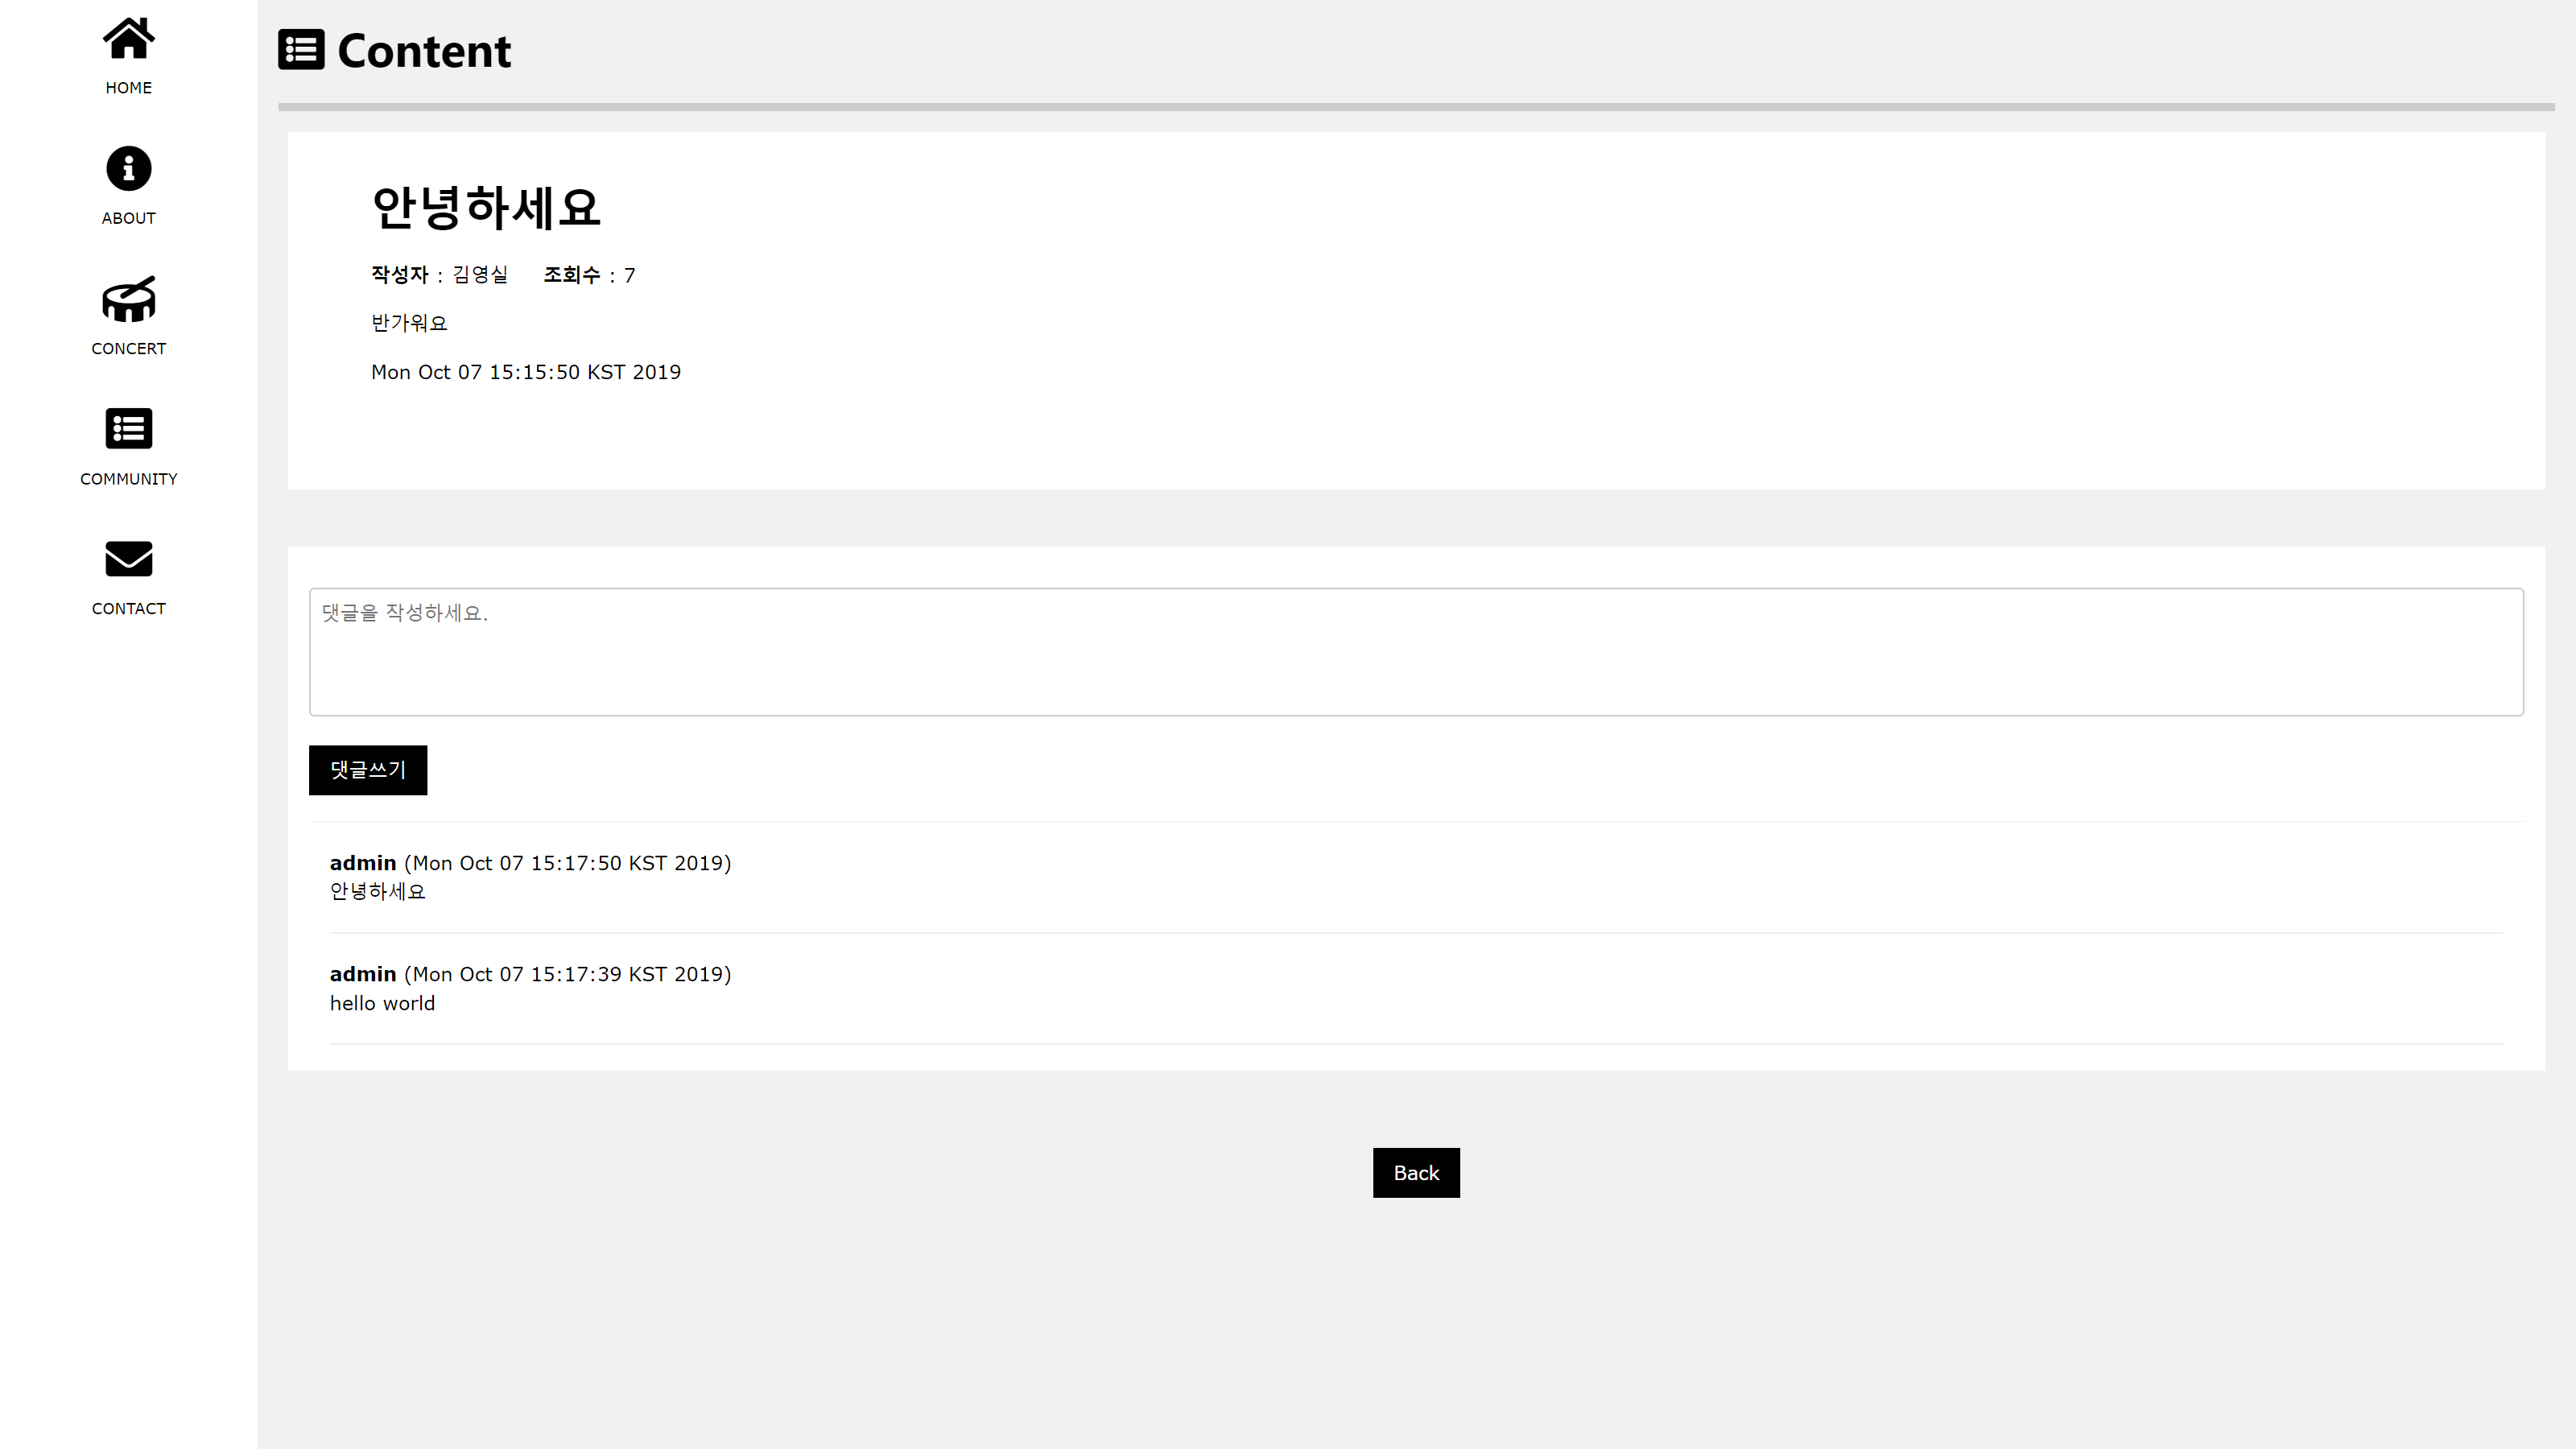 HOME
ABOUT
CONCERT
COMMUNITY
CONTACT
Content
안녕하세요
작성자 : 김영실 조회수 : 7
반가워요
Mon Oct 07 15:15:50 KST 2019
댓글을 작성하세요.
댓글쓰기
admin (Mon Oct 07 15:17:50 KST 2019)
안녕하세요
admin (Mon Oct 07 15:17:39 KST 2019)
hello world
Back